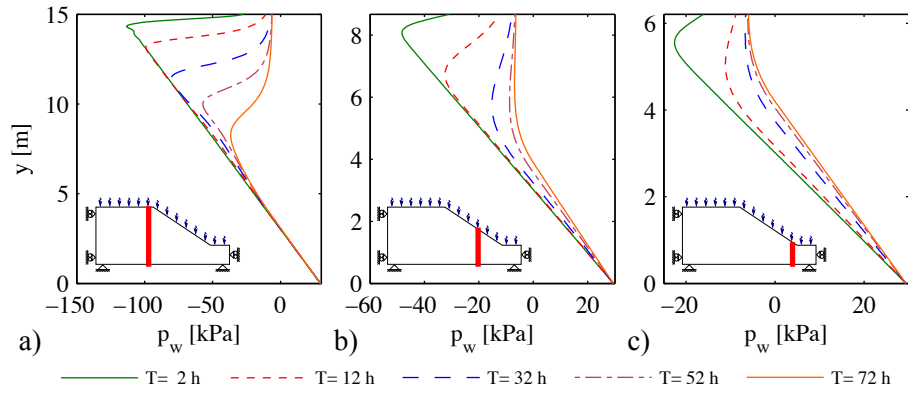 15
10
5
0
y [m]
−150
−100
−50
0
p_w [kPa]
a)
8
6
4
2
0
−60
−40
−20
0
20
p_w [kPa]
b)
6
4
2
0
−20
0
20
p_w [kPa]
c)
T= 2 h
T= 12 h
T= 32 h
T= 52 h
T= 72 h